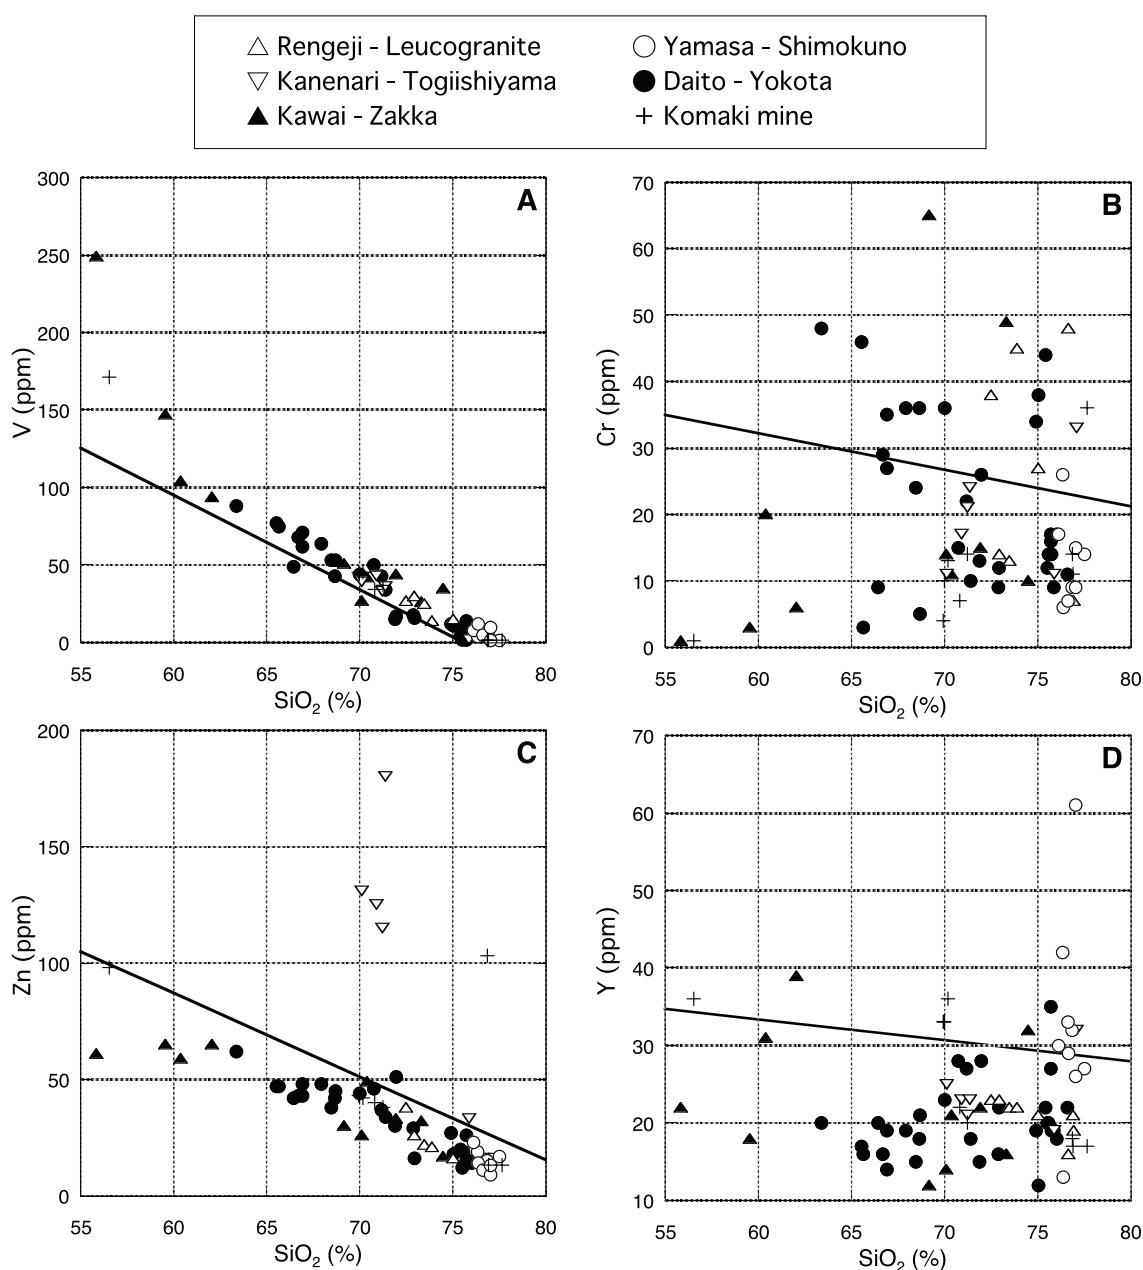 Rengeji - Leucogranite
Yamasa - Shimokuno
Kanenari - Togiishiyama
Daito - Yokota
Kawai - Zakka
Komaki mine
A
V (ppm)
300
250
200
150
100
50
0
55 60 65 70 75 80
SiO2 (%)
B
Cr (ppm)
70
60
50
40
30
20
10
0
55 60 65 70 75 80
SiO2 (%)
C
Zn (ppm)
200
150
100
50
0
55 60 65 70 75 80
SiO2 (%)
D
Y (ppm)
70
60
50
40
30
20
10
55 60 65 70 75 80
SiO2 (%)